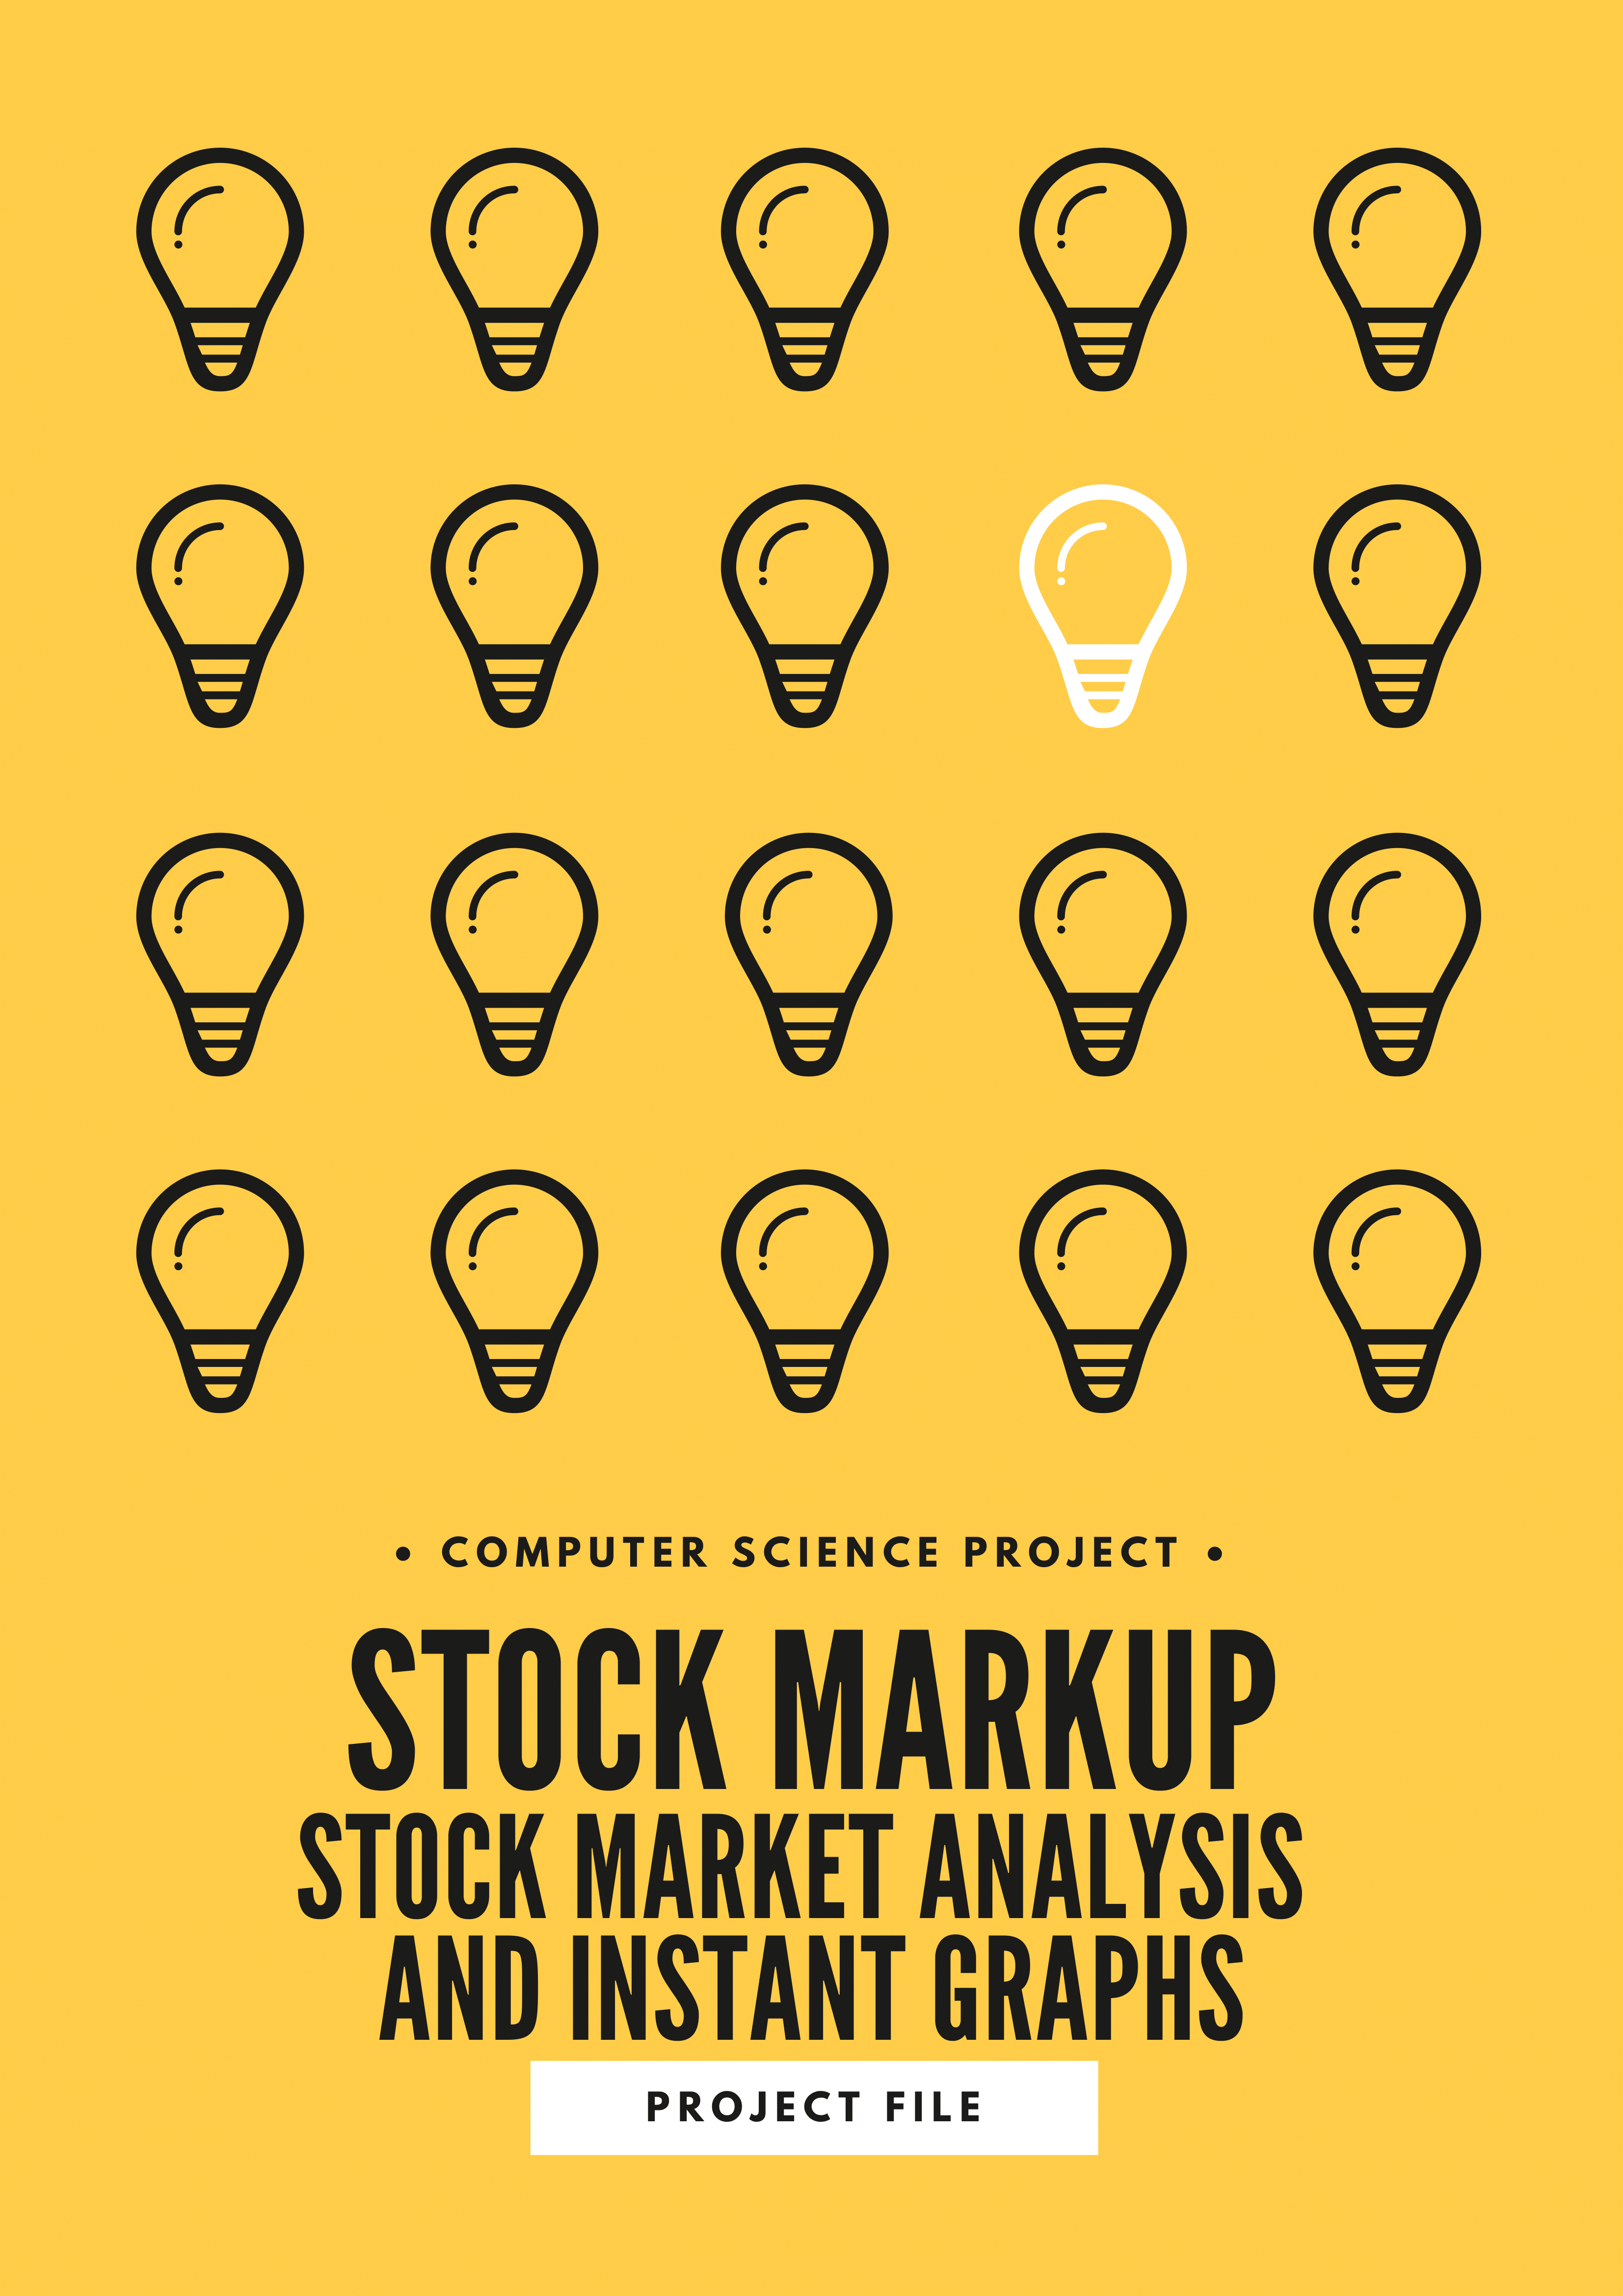 • COMPUTER SCIENCE PROJECT •
STOCK MARKUP
STOCK MARKET ANALYSIS
AND INSTANT GRAPHS
PROJECT FILE